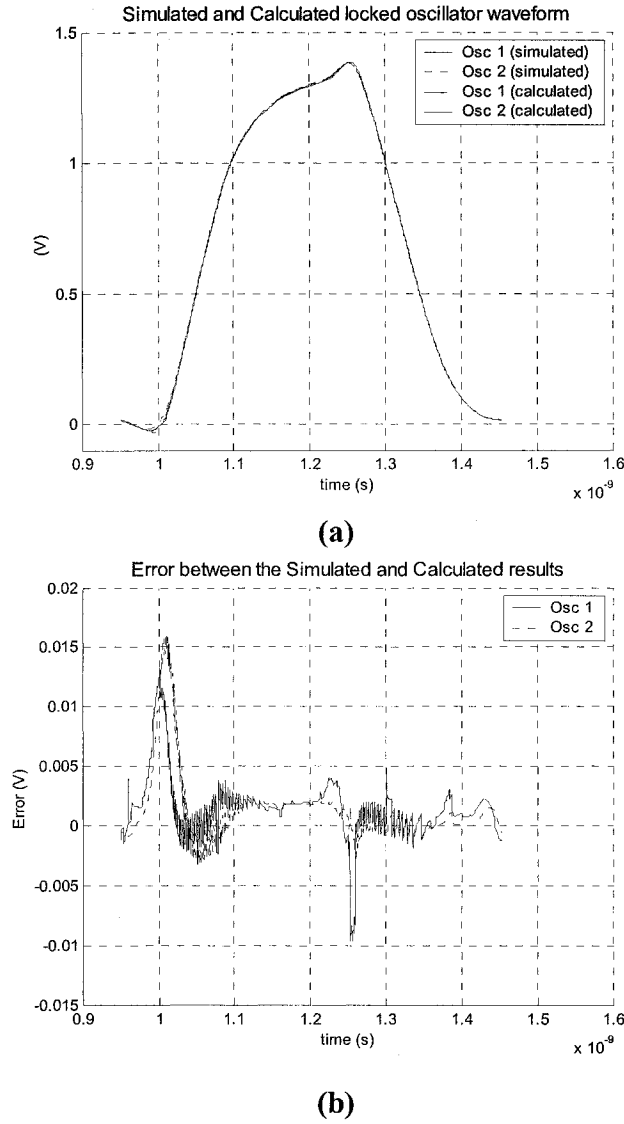 Simulated and Calculated locked oscillator waveform
1.5
Osc 1 (simulated)
Osc 2 (simulated)
Osc 1 (calculated)
Osc 2 (calculated)
1
(V)
0.5
0
0.9 1 1.1 1.2 1.3 1.4 1.5 1.6
time (s)
x 10-9
(a)
Error between the Simulated and Calculated results
0.02
Osc 1
Osc 2
0.015
0.01
0.005
Error (V)
0
-0.005
-0.01
-0.015
0.9 1 1.1 1.2 1.3 1.4 1.5 1.6
time (s)
x 10-9
(b)